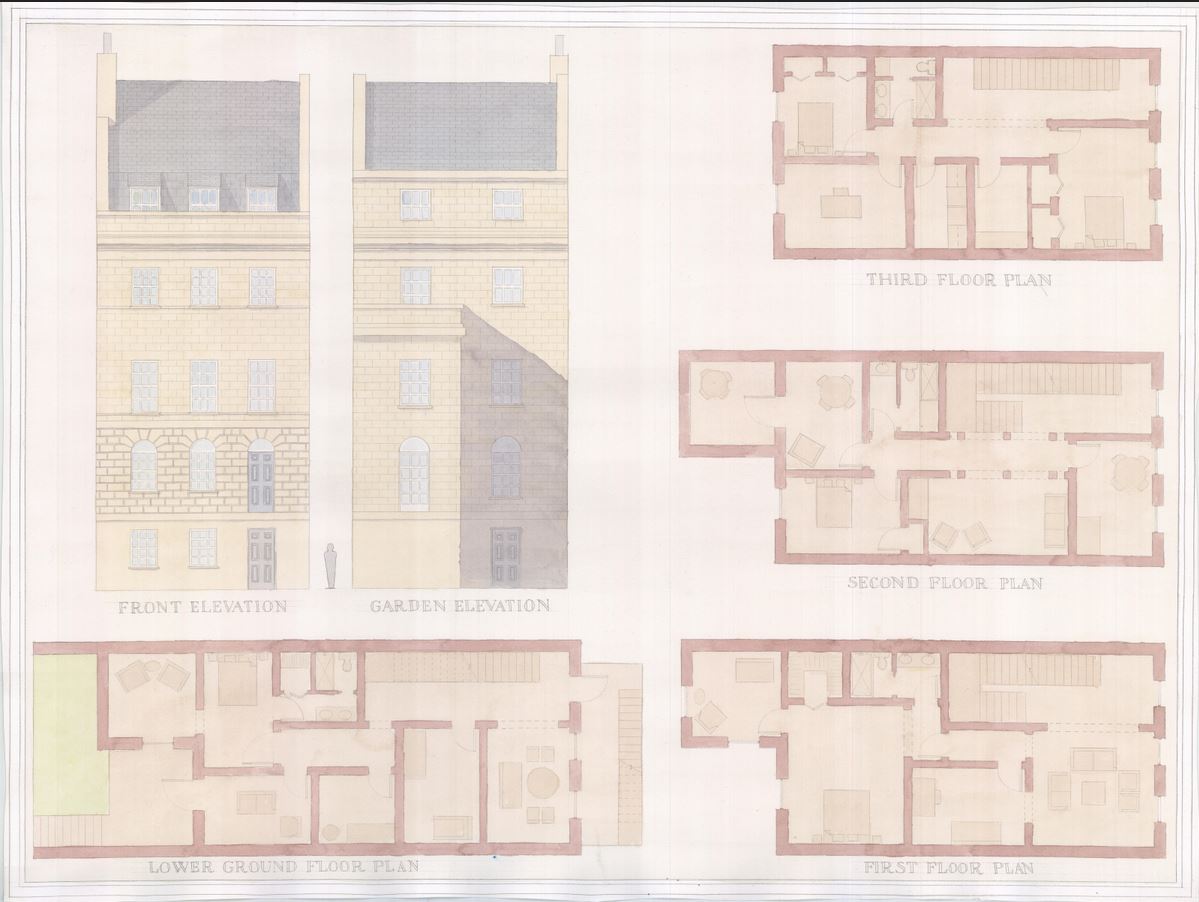 THIRD FLOOR PLAN
SECOND FLOOR PLAN
FRONT ELEVATION
GARDEN ELEVATION
LOWER GROUND FLOOR PLAN
FIRST FLOOR PLAN